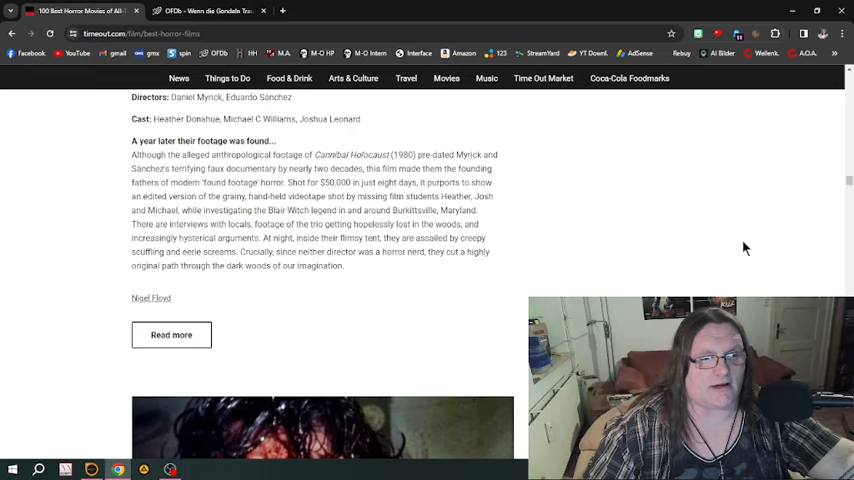 100 Best Horror Movies of All-T
OFDb - Wenn die Gondeln Trau
timeout.com/film/best-horror-films
Facebook YouTube gmail eS spin OFDb HH M.A. M-O HP M-O Intern Interface Amazon 123 StreamYard YT Downl. AdSense Rebuy AI Bilder Wellenk. A.O.A.
News Things to Do Food & Drink Arts & Culture Travel Movies Music Time Out Market Coca-Cola Foodmarks
Directors: Daniel Myrick, Eduardo Sánchez
Cast: Heather Donahue, Michael C Williams, Joshua Leonard
A year later their footage was found...
Although the alleged anthropological footage of Cannibal Holocaust (1980) pre-dated Myrick and
Sánchez's terrifying faux documentary by nearly two decades, this film made them the founding
fathers of modern 'found footage' horror. Shot for $50,000 in just eight days, it purports to show
an edited version of the grainy, hand-held videotape shot by missing film students Heather, Josh
and Michael, while investigating the Blair Witch legend in and around Burkittsville, Maryland.
There are interviews with locals, footage of the trio getting hopelessly lost in the woods, and
increasingly hysterical arguments. At night, inside their flimsy tent, they are assailed by creepy
scuffling and eerie screams. Crucially, since neither director was a horror nerd, they cut a highly
original path through the dark woods of our imagination.
Nigel Floyd
Read more